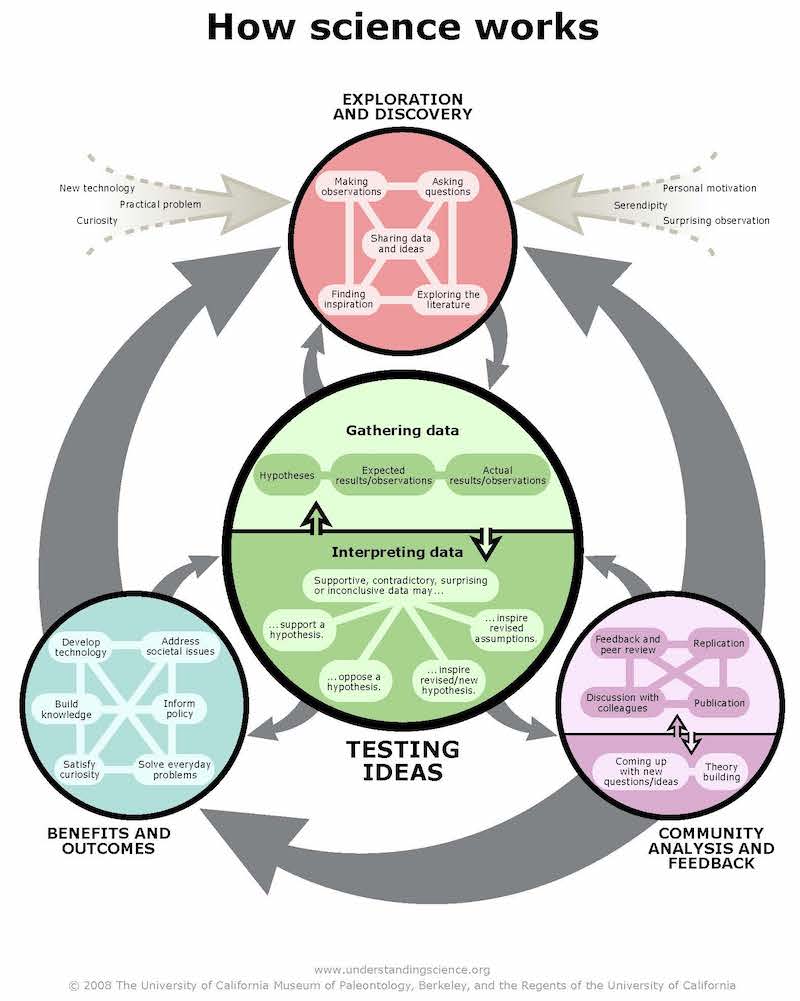 How science works
EXPLORATION
AND DISCOVERY
New technology
Practical problem
Curiosity
Personal motivation
Serendipity
Surprising observation
Making
observations
Asking
questions
Sharing data
and ideas
Finding
inspiration
Exploring the
literature
Gathering data
Hypotheses
Expected
results/observations
Actual
results/observations
Interpreting data
Supportive, contradictory, surprising
or inconclusive data may...
...support a
hypothesis.
...oppose a
hypothesis.
...inspire
revised/new
hypothesis.
...inspire
revised
assumptions.
TESTING
IDEAS
Develop
technology
Address
societal issues
Build
knowledge
Inform
policy
Satisfy
curiosity
Solve everyday
problems
BENEFITS AND
OUTCOMES
Feedback and
peer review
Replication
Discussion with
colleagues
Publication
Coming up
with new
questions/ideas
Theory
building
COMMUNITY
ANALYSIS AND
FEEDBACK
www.understandingscience.org
© 2008 The University of California Museum of Paleontology, Berkeley, and the Regents of the University of California